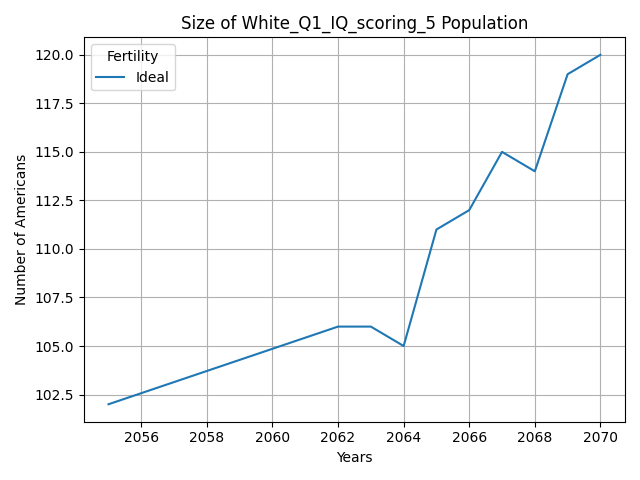 Size of White_Q1_IQ_scoring_5 Population
Fertility
Ideal
120.0
117.5
115.0
112.5
110.0
107.5
105.0
102.5
Number of Americans
2056 2058 2060 2062 2064 2066 2068 2070
Years